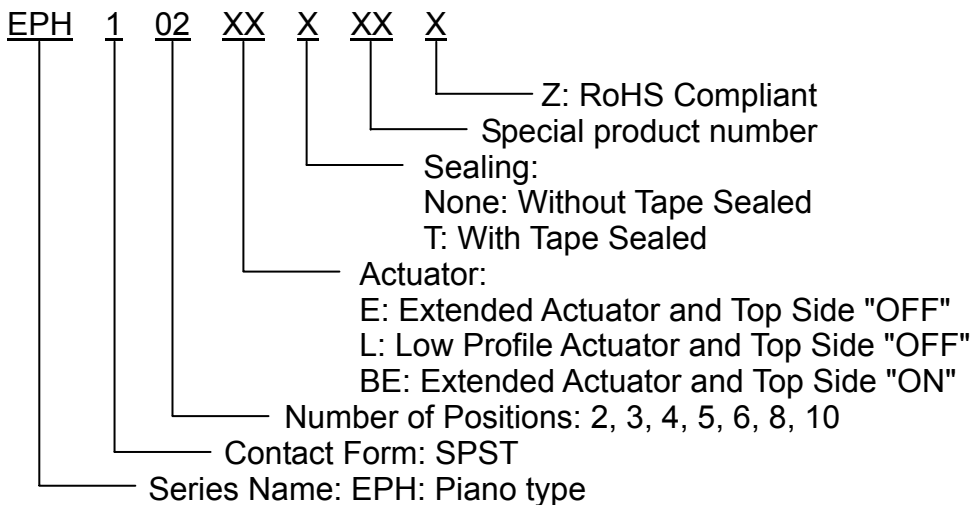 EPH 1 02 XX X XX X
Z: RoHS Compliant
Special product number
Sealing:
None: Without Tape Sealed
T: With Tape Sealed
Actuator:
E: Extended Actuator and Top Side "OFF"
L: Low Profile Actuator and Top Side "OFF"
BE: Extended Actuator and Top Side "ON"
Number of Positions: 2, 3, 4, 5, 6, 8, 10
Contact Form: SPST
Series Name: EPH: Piano type